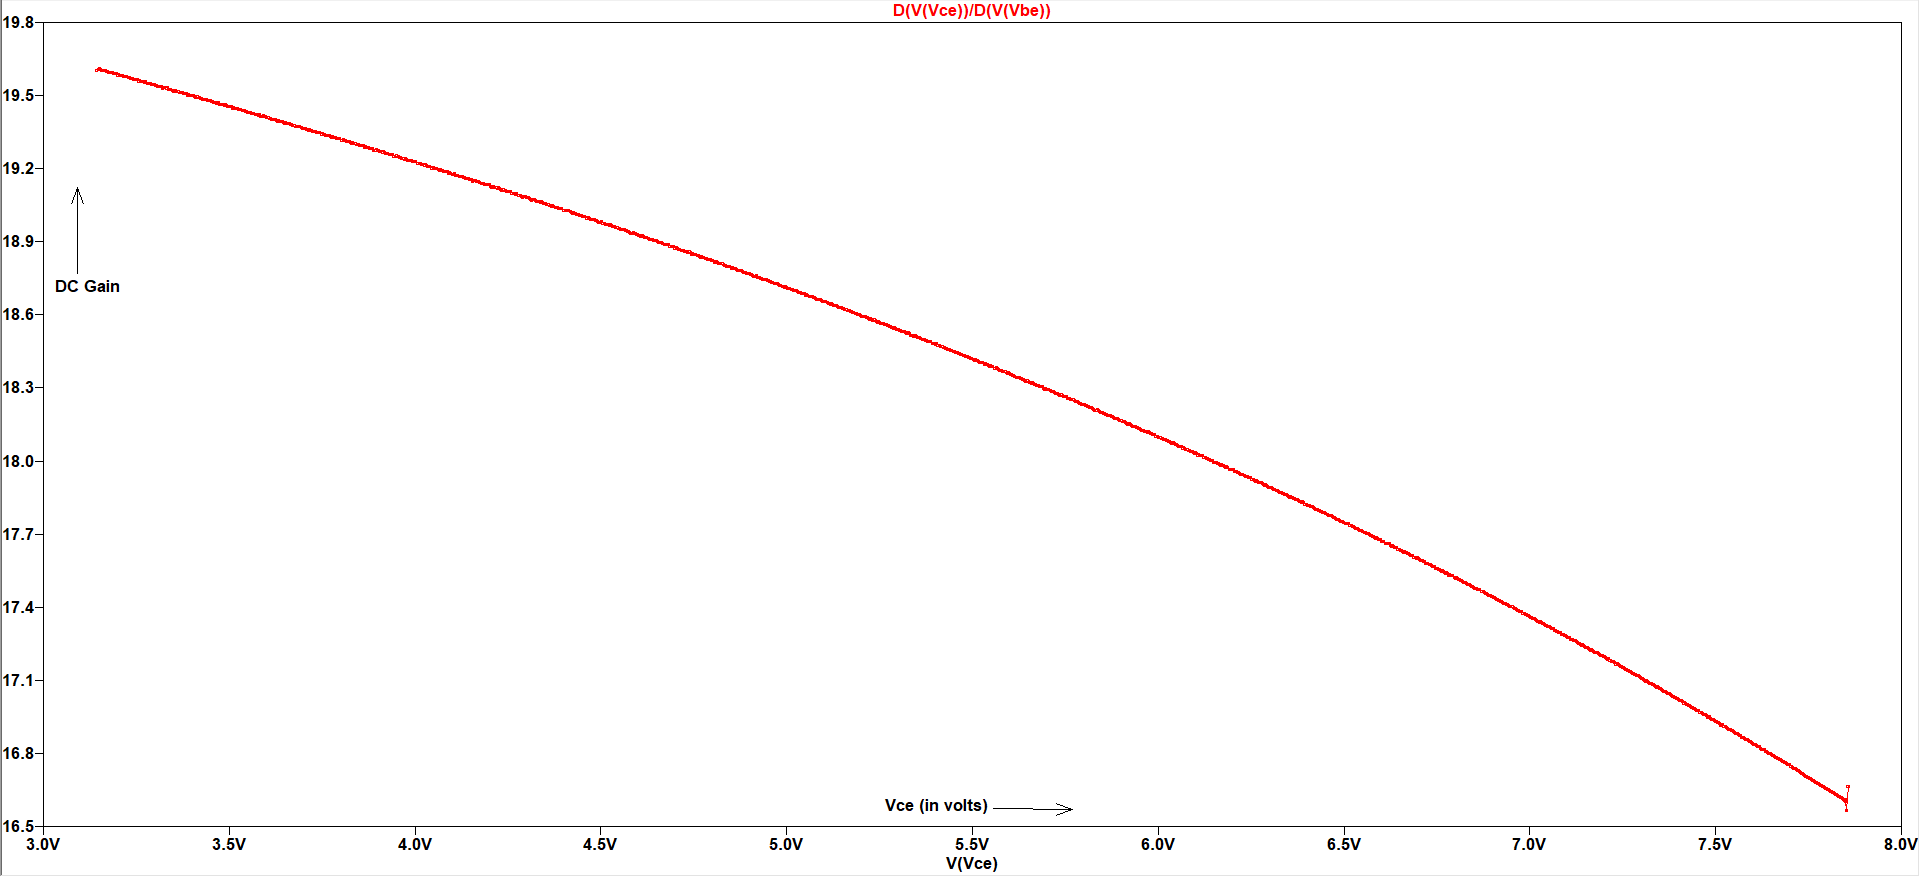 D(V(Vce))/D(V(Vbe))
19.8
19.5
19.2
18.9
DC Gain
18.6
18.3
18.0
17.7
17.4
17.1
16.8
Vce (in volts)
16.5
3.0V 3.5V 4.0V 4.5V 5.0V 5.5V 6.0V 6.5V 7.0V 7.5V 8.0V
V(Vce)